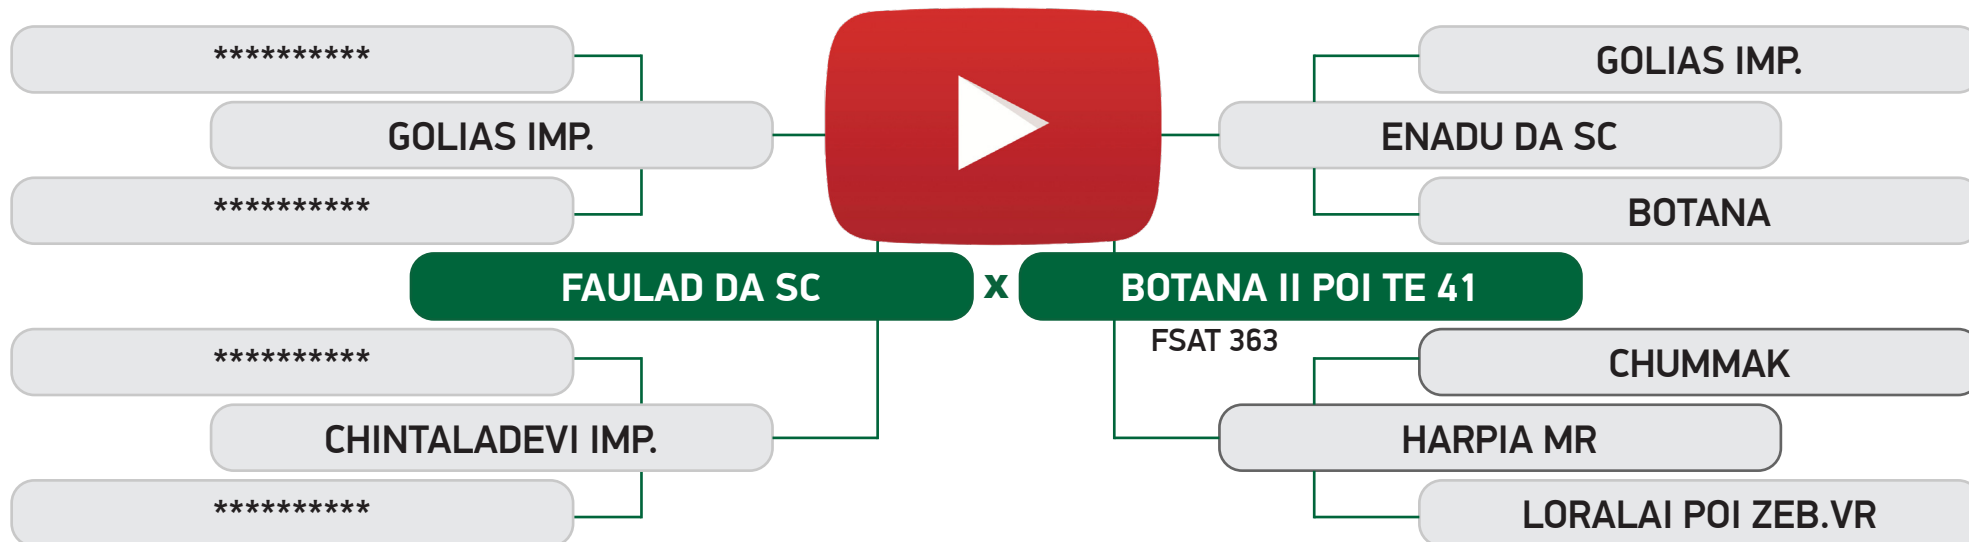 **********
GOLIAS IMP.
**********
GOLIAS IMP.
ENADU DA SC
BOTANA
FAULAD DA SC
x
BOTANA II POI TE 41
FSAT 363
**********
CHINTALADEVI IMP.
**********
CHUMMAK
HARPIA MR
LORALAI POI ZEB.VR